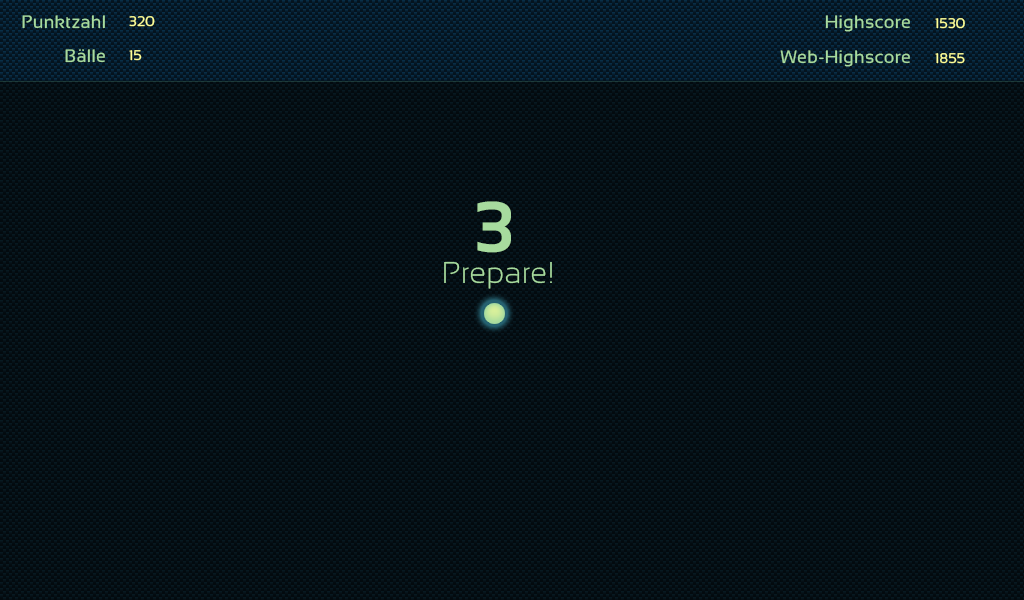 Punktzahl 320
Bälle 15
Highscore 1530
Web-Highscore 1855
3
Prepare!